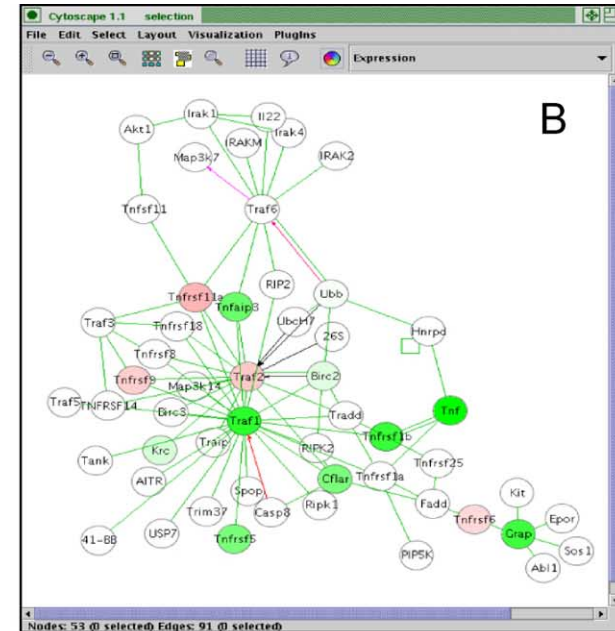 Cytoscape 1.1 selection
File Edit Select Layout Visualization PlugIns
Expression
B
Il22
Irak1
Akt1
Irak4
IRAKM
Map3k7
IRAK2
Tnfsf11
Traf6
RIP2
Ubb
Tnfrsf11a
Tnfaip3
Traf3
Tnfrsf18
UbcH7
Hnrpd
26S
Tnfrsf8
Tnfrsf9
Traf2
Birc2
Map3k14
Traf5
TNFRSF14
Birc3
Traf1
Tradd
Tnf
Tnfrsf1b
Traip
Krc
RIPK2
Tank
Tnfrsf25
AITR
Cflar
Tnfrsf1a
Spop
Kit
Trim37
Casp8
Ripk1
Fadd
Tnfrsf6
Epor
41-BB
USP7
Tnfrsf5
Grap
Sos1
PIP5K
Abl1
Nodes: 53 (0 selected) Edges: 91 (0 selected)